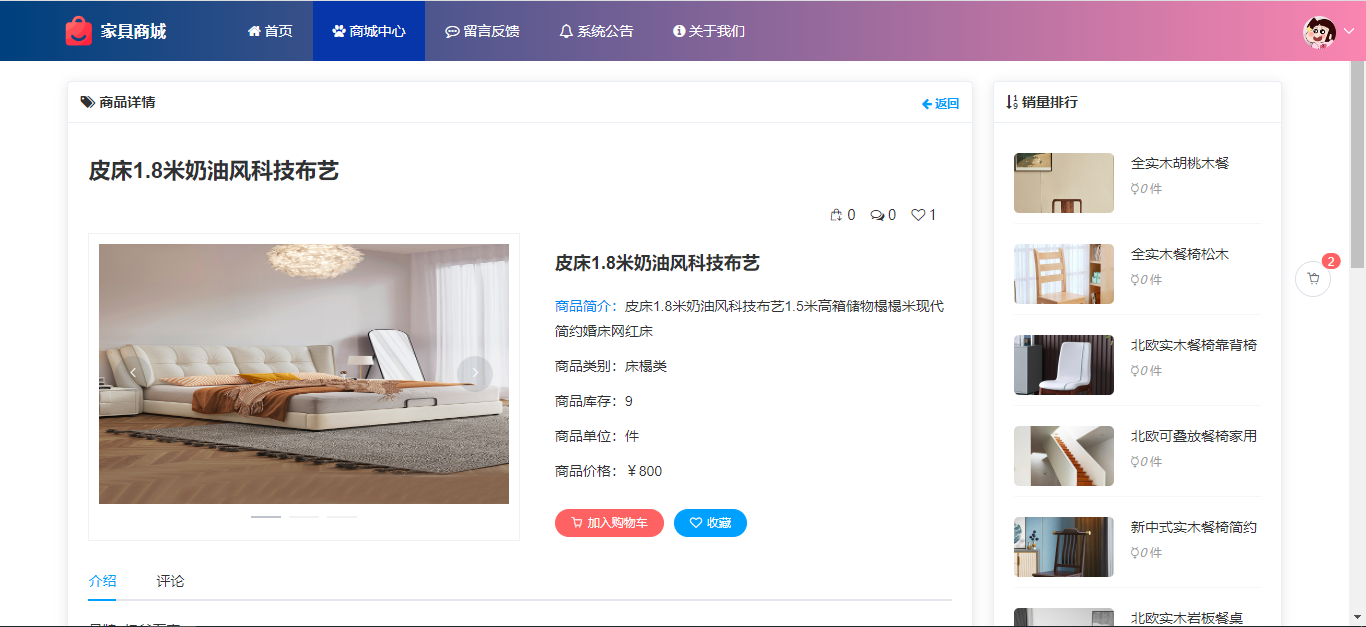 家具商城
首页
商城中心
留言反馈
系统公告
关于我们
商品详情
返回
皮床1.8米奶油风科技布艺
0
0
1
皮床1.8米奶油风科技布艺
商品简介：皮床1.8米奶油风科技布艺1.5米高箱储物榻榻米现代
简约婚床网红床
商品类别：床榻类
商品库存：9
商品单位：件
商品价格：￥800
加入购物车
收藏
介绍
评论
销量排行
全实木胡桃木餐
0件
全实木餐椅松木
0件
北欧实木餐椅靠背椅
0件
北欧可叠放餐椅家用
0件
新中式实木餐椅简约
0件
北欧实木岩板餐桌
2